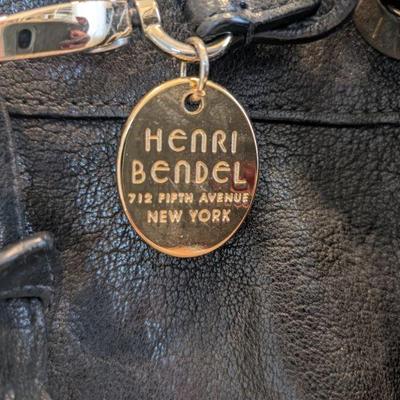 HENRI
BENDEL
712 FIFTH AVENUE
NEW YORK